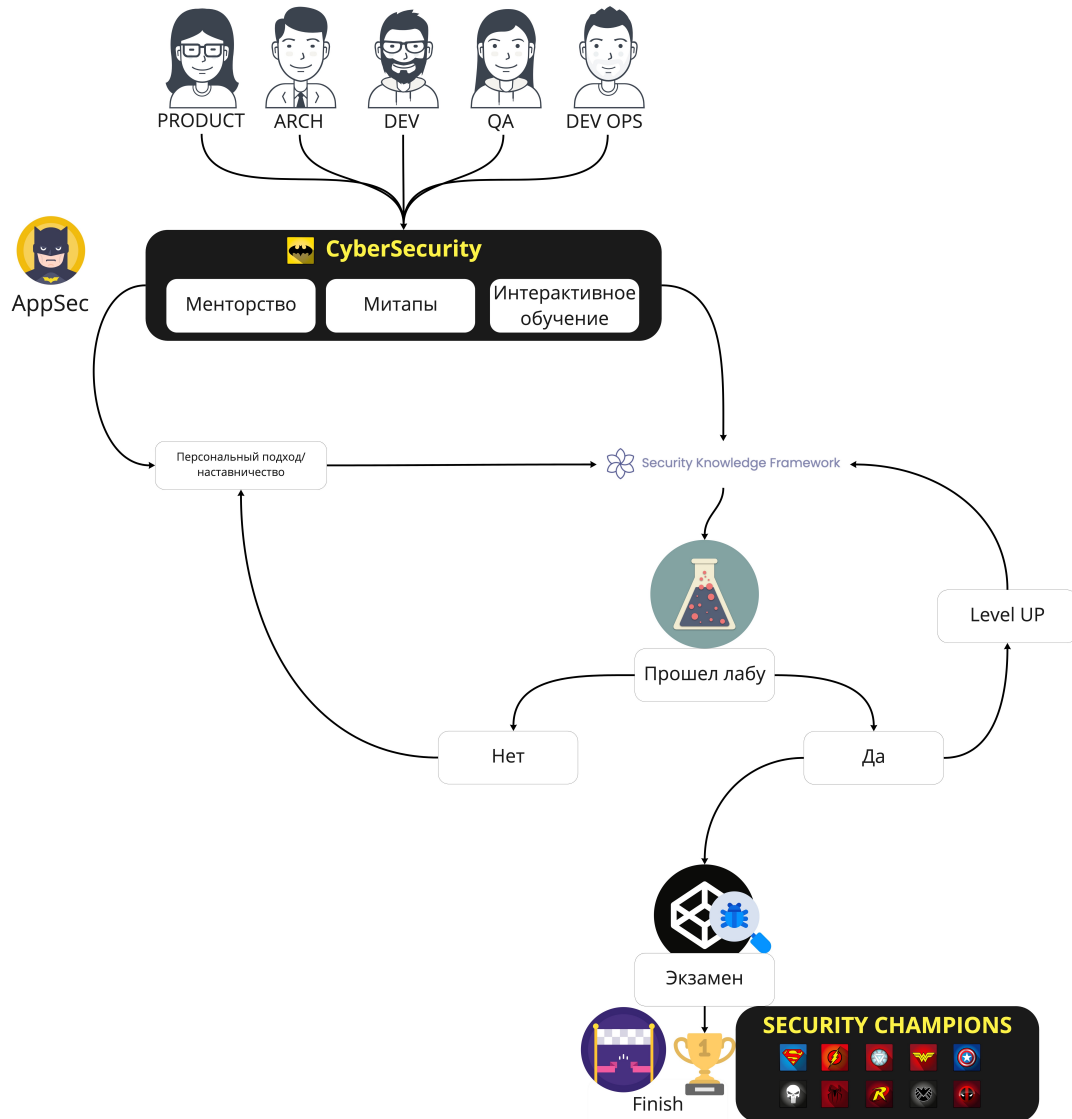 PRODUCT
ARCH
DEV
QA
DEV OPS
CyberSecurity
AppSec
Менторство
Митапы
Интерактивное
обучение
Персональный подход/
наставничество
Security Knowledge Framework
Level UP
Прошел лабу
Нет
Да
Экзамен
1
Finish
SECURITY CHAMPIONS